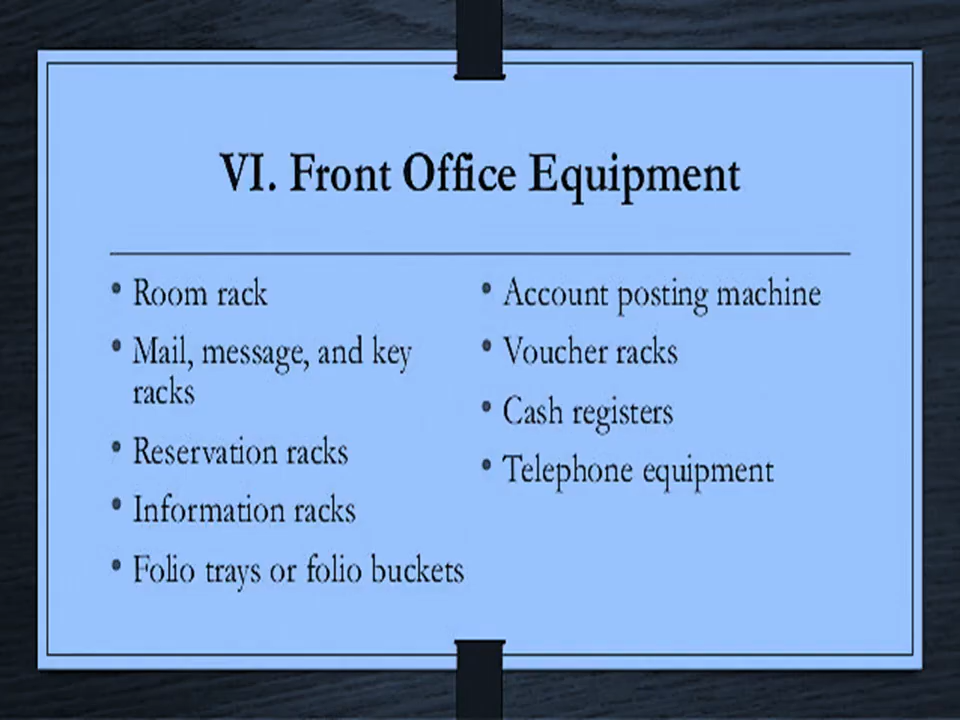 VI. Front Office Equipment
• Room rack
• Mail, message, and key
racks
• Reservation racks
• Information racks
• Folio trays or folio buckets
• Account posting machine
• Voucher racks
• Cash registers
• Telephone equipment